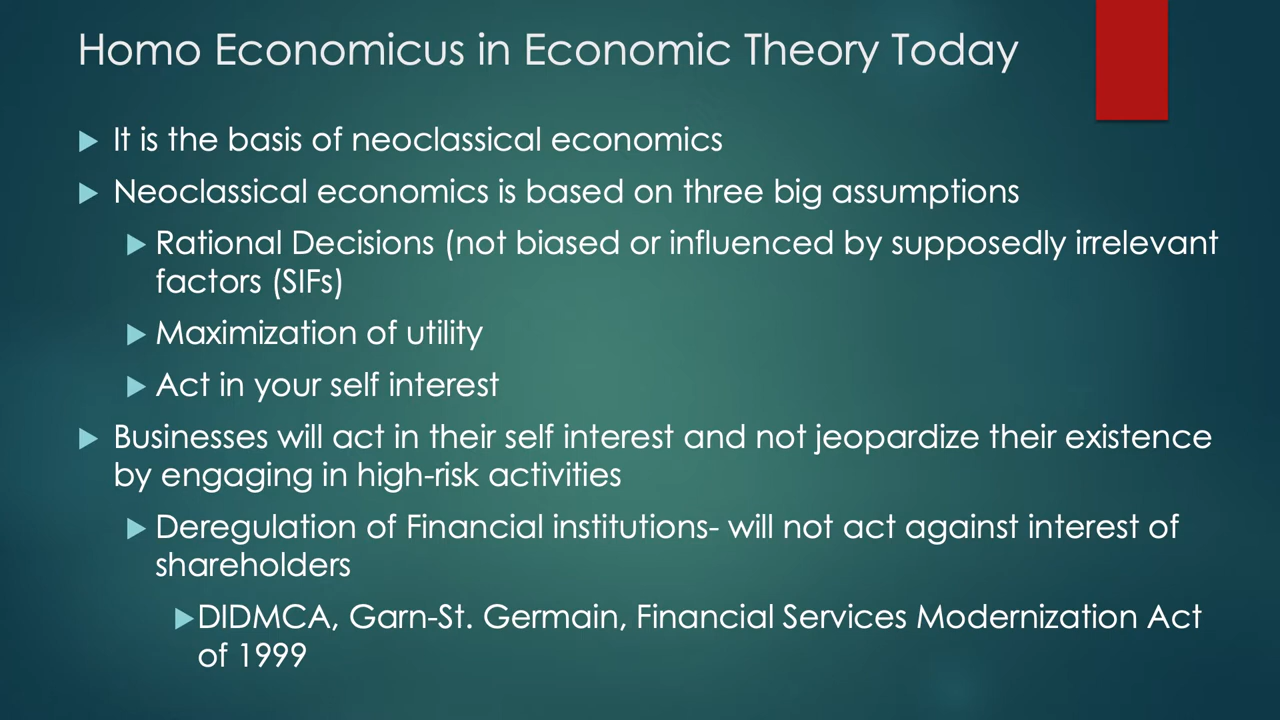 Homo Economicus in Economic Theory Today
It is the basis of neoclassical economics
Neoclassical economics is based on three big assumptions
Rational Decisions (not biased or influenced by supposedly irrelevant
factors (SIFs)
Maximization of utility
Act in your self interest
Businesses will act in their self interest and not jeopardize their existence
by engaging in high-risk activities
Deregulation of Financial institutions- will not act against interest of
shareholders
DIDMCA, Garn-St. Germain, Financial Services Modernization Act
of 1999